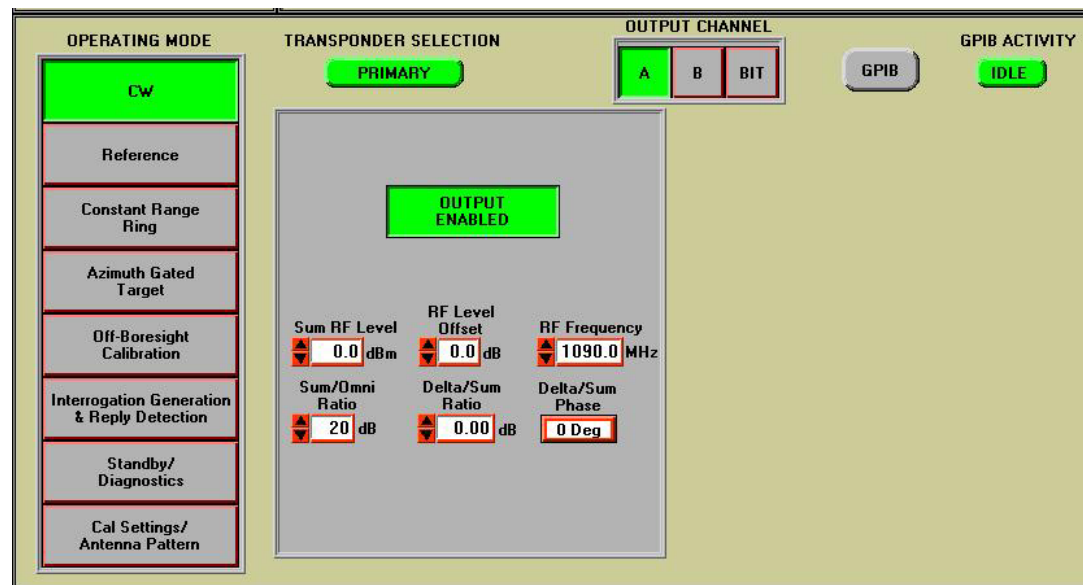 OPERATING MODE
TRANSPONDER SELECTION
OUTPUT CHANNEL
GPIB ACTIVITY
PRIMARY
A
B
BIT
GPIB
IDLE
CW
Reference
Constant Range
Ring
Azimuth Gated
Target
Off-Boresight
Calibration
Interrogation Generation
& Reply Detection
Standby/
Diagnostics
Cal Settings/
Antenna Pattern
OUTPUT
ENABLED
Sum RF Level
0.0 dBm
RF Level
Offset
0.0 dB
RF Frequency
1090.0 MHz
Sum/Omni
Ratio
20 dB
Delta/Sum
Ratio
0.00 dB
Delta/Sum
Phase
0 Deg